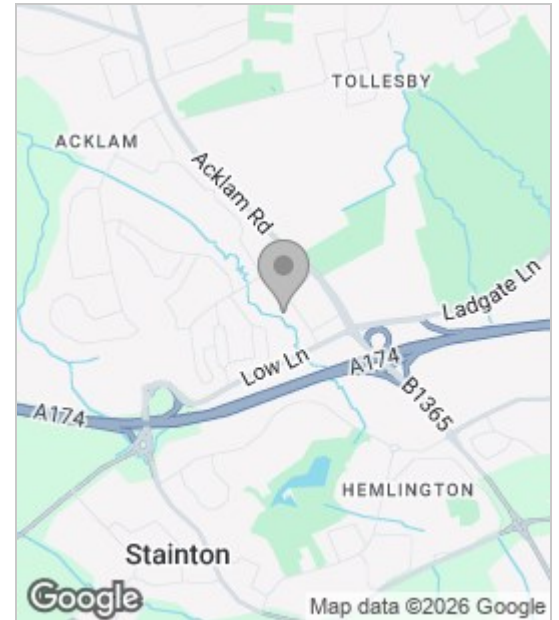 TOLLESBY
ACKLAM
Acklam Rd
Ladgate Ln
Low Ln
A174
A174
B1365
HEMLINGTON
Stainton
Google
Map data ©2026 Google